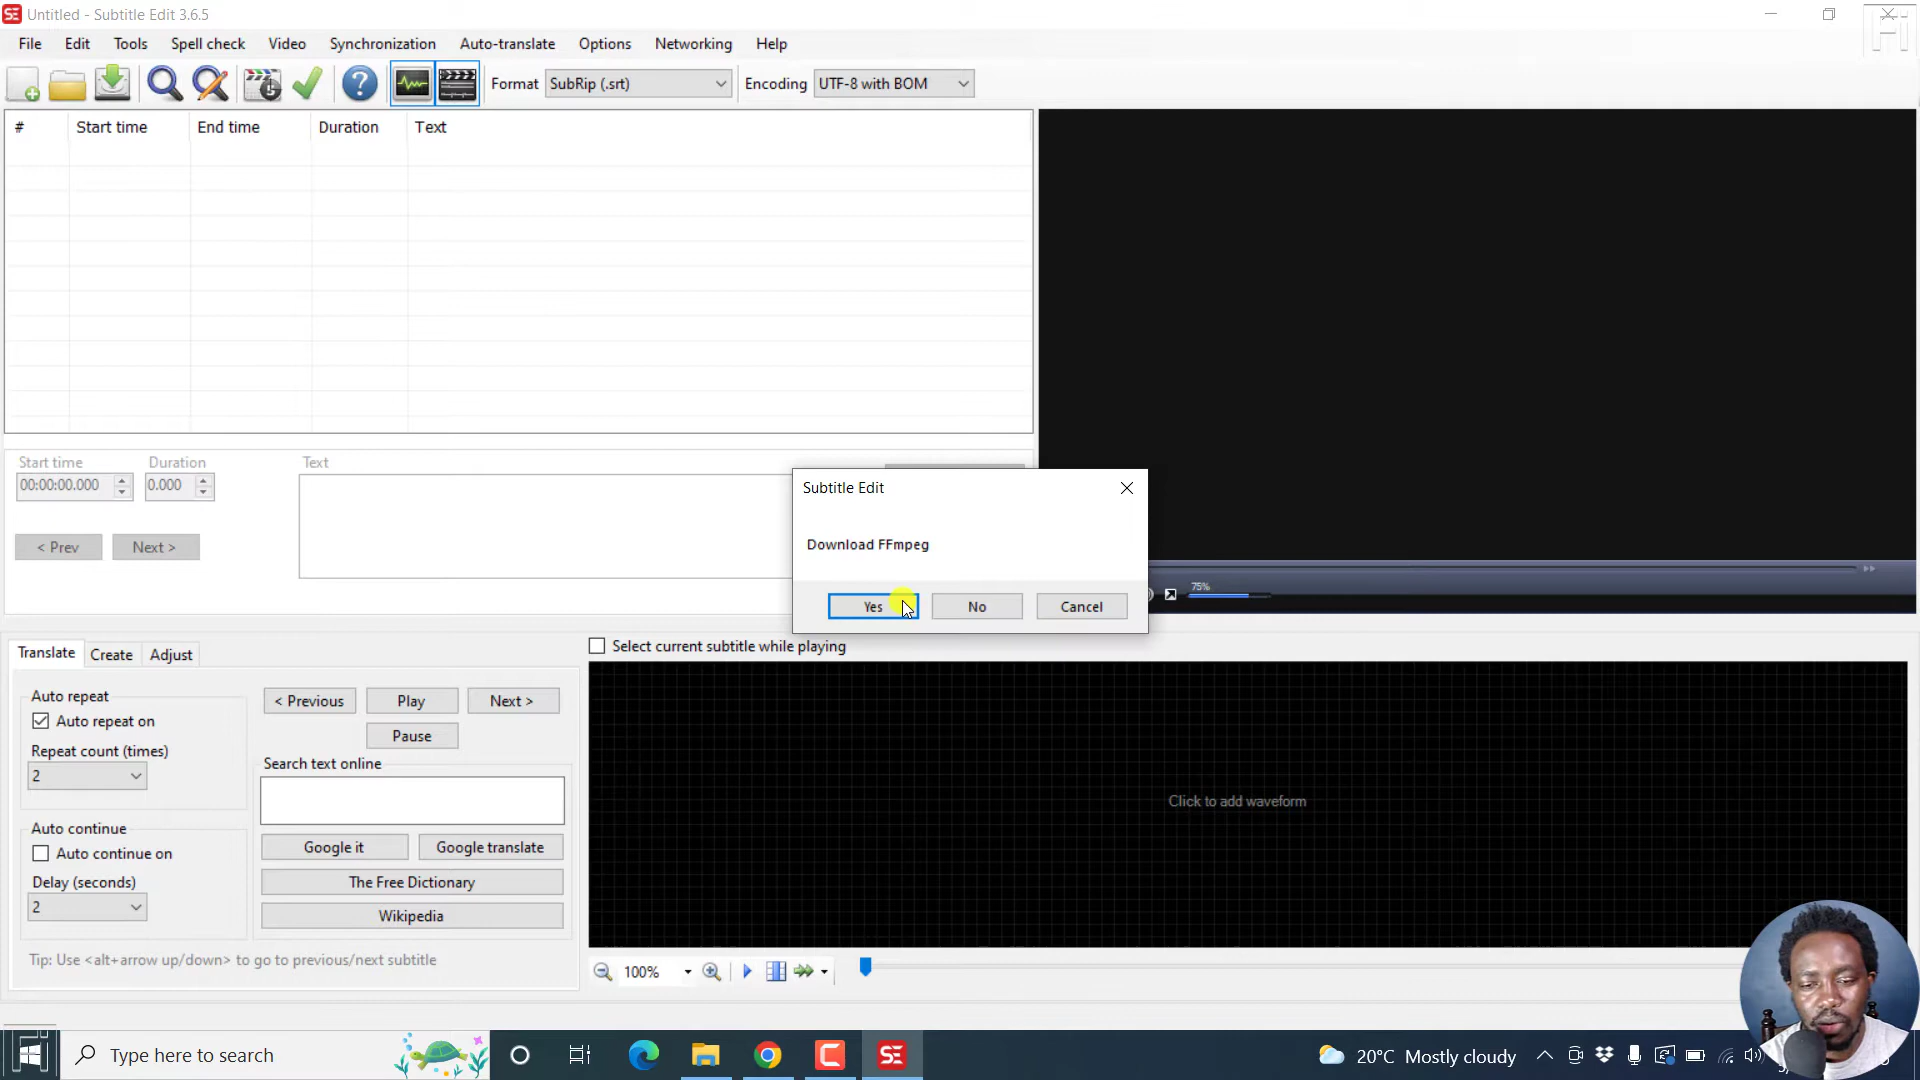 Untitled - Subtitle Edit 3.6.5
File Edit Tools Spell check Video Synchronization Auto-translate Options Networking Help
Format SubRip (.srt) Encoding UTF-8 with BOM
# Start time End time Duration Text
Start time Duration Text
00:00:00.000 0.000
< Prev Next >
Subtitle Edit
Download FFmpeg
Yes No Cancel
75%
Translate Create Adjust
Select current subtitle while playing
Auto repeat
Auto repeat on
Repeat count (times)
2
< Previous Play Next >
Pause
Search text online
Auto continue
Auto continue on
Delay (seconds)
2
Google it Google translate
The Free Dictionary
Wikipedia
Tip: Use <alt+arrow up/down> to go to previous/next subtitle
Click to add waveform
100%
Type here to search
SE
20°C Mostly cloudy